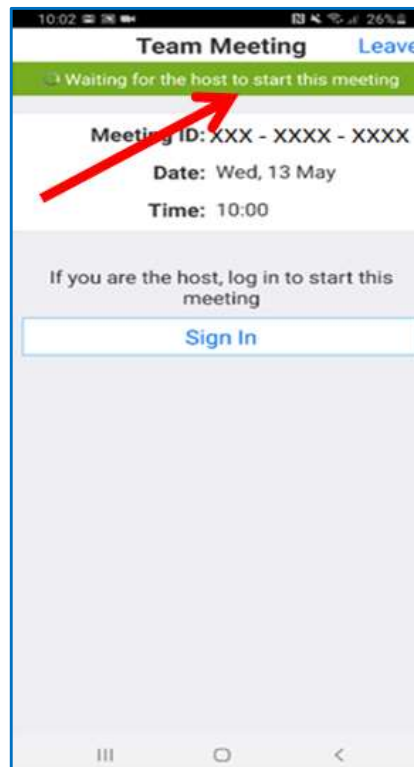 10:02 26%
Team Meeting Leave
Waiting for the host to start this meeting
Meeting ID: XXX - XXXX - XXXX
Date: Wed, 13 May
Time: 10:00
If you are the host, log in to start this
meeting
Sign In